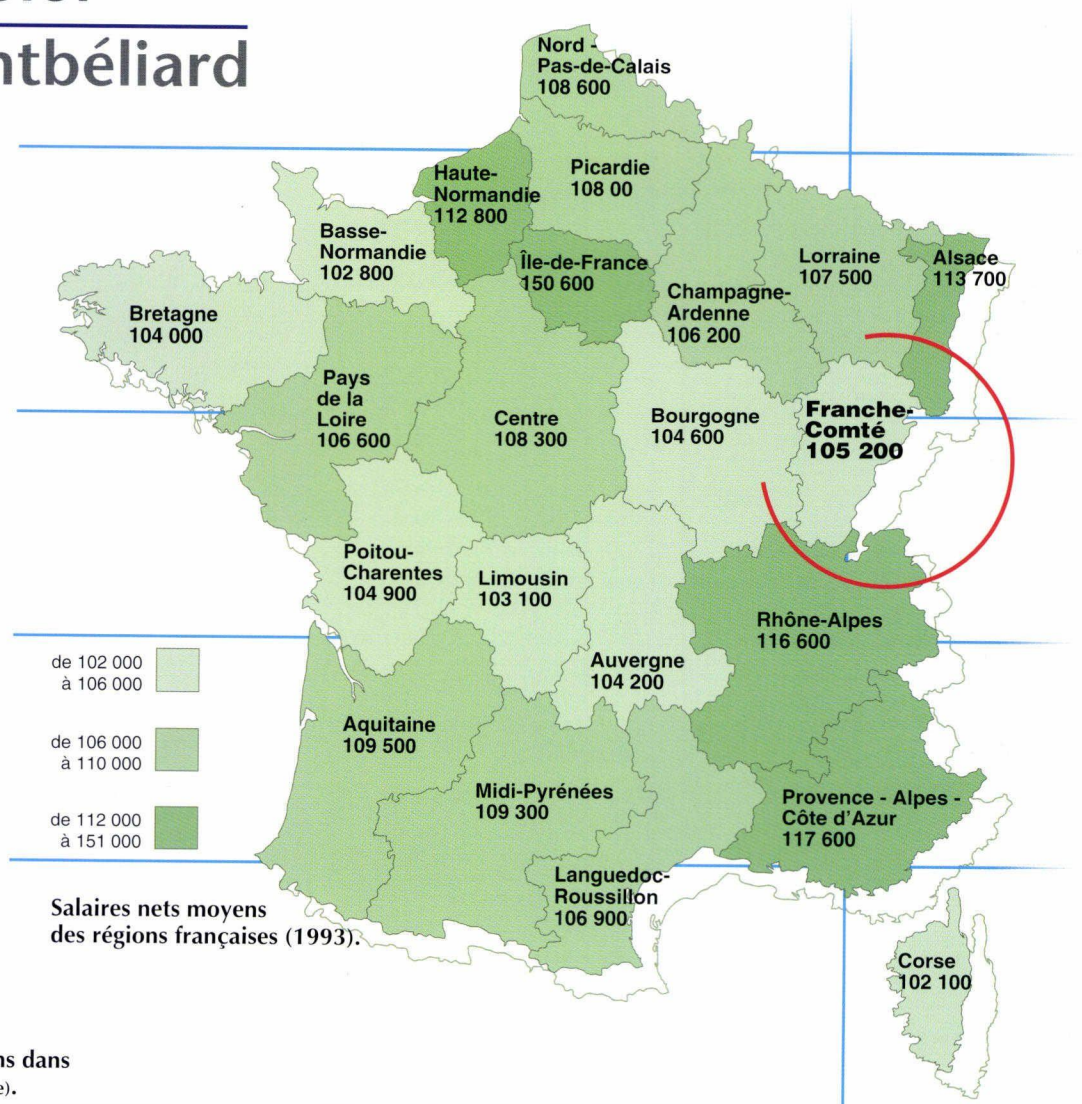 ntbéliard
Nord -
Pas-de-Calais
108 600
Picardie
108 00
Haute-
Normandie
112 800
Basse-
Normandie
102 800
Île-de-France
150 600
Lorraine
107 500
Alsace
113 700
Champagne-
Ardenne
106 200
Bretagne
104 000
Pays
de la
Loire
106 600
Centre
108 300
Bourgogne
104 600
Franche-
Comté
105 200
Poitou-
Charentes
104 900
Limousin
103 100
Rhône-Alpes
116 600
Auvergne
104 200
de 102 000
à 106 000
de 106 000
à 110 000
de 112 000
à 151 000
Aquitaine
109 500
Midi-Pyrénées
109 300
Provence - Alpes -
Côte d'Azur
117 600
Languedoc-
Roussillon
106 900
Salaires nets moyens
des régions françaises (1993).
Corse
102 100
ns dans
e).